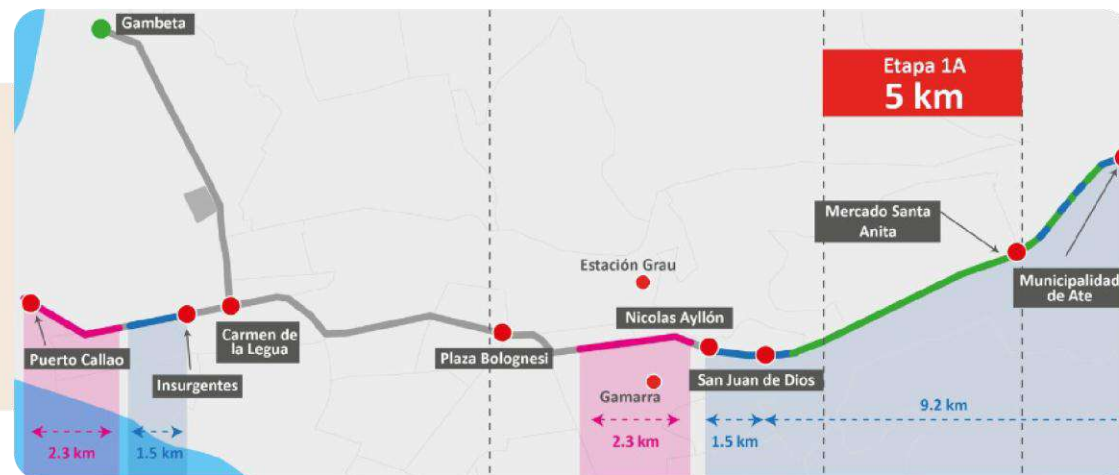 Gambeta
Etapa 1A
5 km
Mercado Santa
Anita
Municipalidad
de Ate
Estación Grau
Nicolas Ayllón
Carmen de
la Legua
Puerto Callao
Insurgentes
Plaza Bolognesi
San Juan de Dios
Gamarra
2.3 km
1.5 km
2.3 km
1.5 km
9.2 km